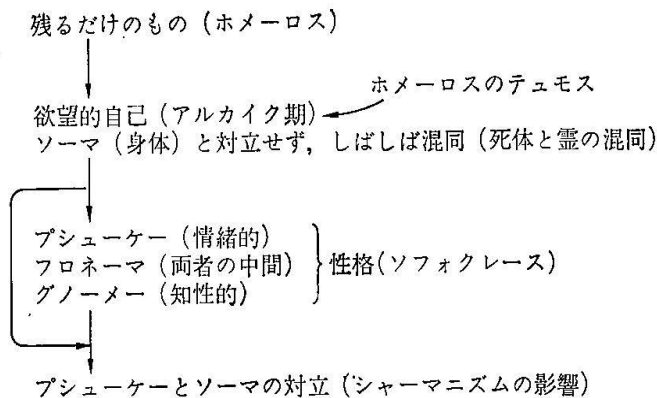 残るだけのもの(ホメーロス)
ホメーロスのテュモス
欲望的自己(アルカイク期)
ソーマ(身体)と対立せず,しばしば混同(死体と霊の混同)
プシューケー(情緒的)
フロネーマ(両者の中間)
グノーメー(知性的)
性格(ソフォクレース)
プシューケーとソーマの対立(シャーマニズムの影響)